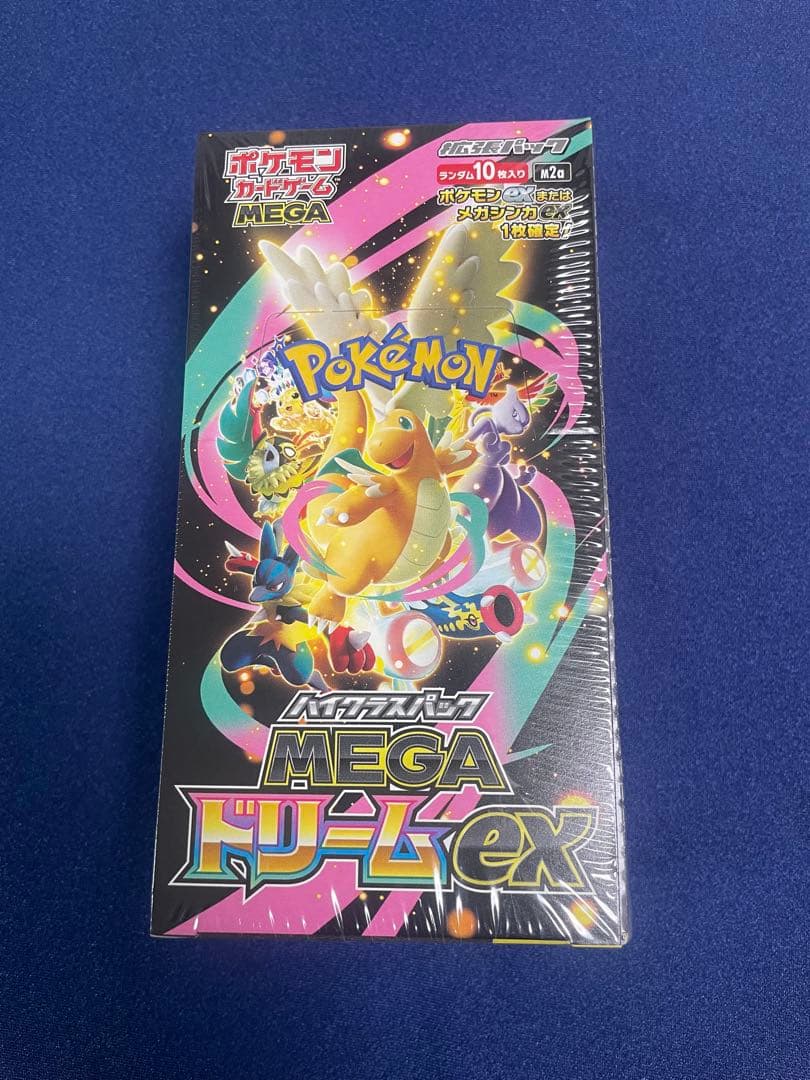 ポケモン
カードゲーム
MEGA
拡張パック
ランダム10枚入り
M2a
ポケモンexまたは
メガシンカex
1枚確定!!
POKéMON
TM
ハイクラスパック
MEGA
ドリームex